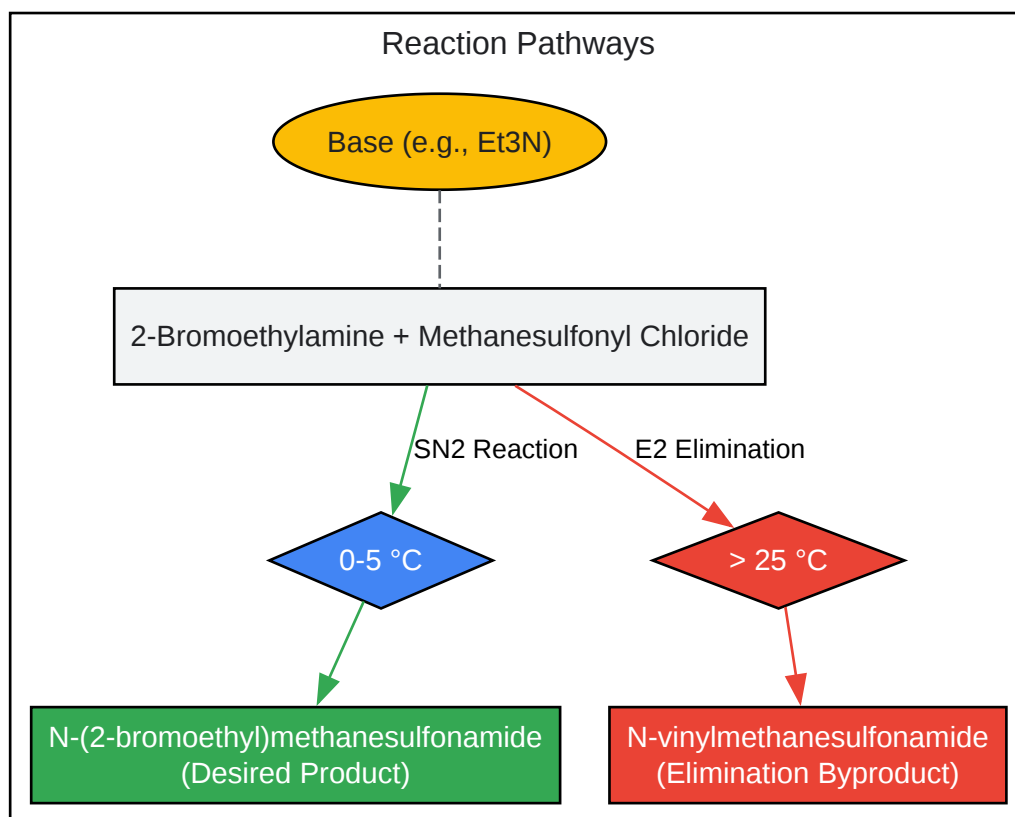 Reaction Pathways
Base (e.g., Et3N)
2-Bromoethylamine + Methanesulfonyl Chloride
SN2 Reaction
E2 Elimination
0-5 °C
> 25 °C
N-(2-bromoethyl)methanesulfonamide
(Desired Product)
N-vinylmethanesulfonamide
(Elimination Byproduct)